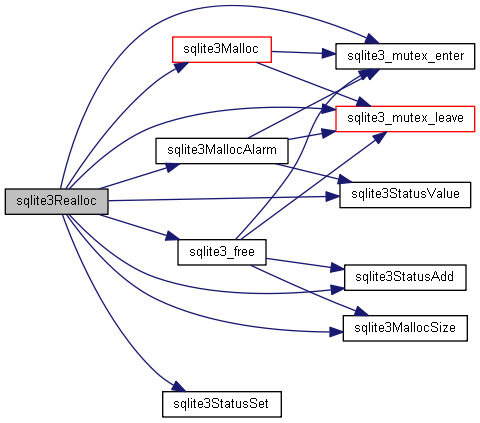 sqlite3Malloc
sqlite3_mutex_enter
sqlite3_mutex_leave
sqlite3MallocAlarm
sqlite3Realloc
sqlite3StatusValue
sqlite3_free
sqlite3StatusAdd
sqlite3MallocSize
sqlite3StatusSet